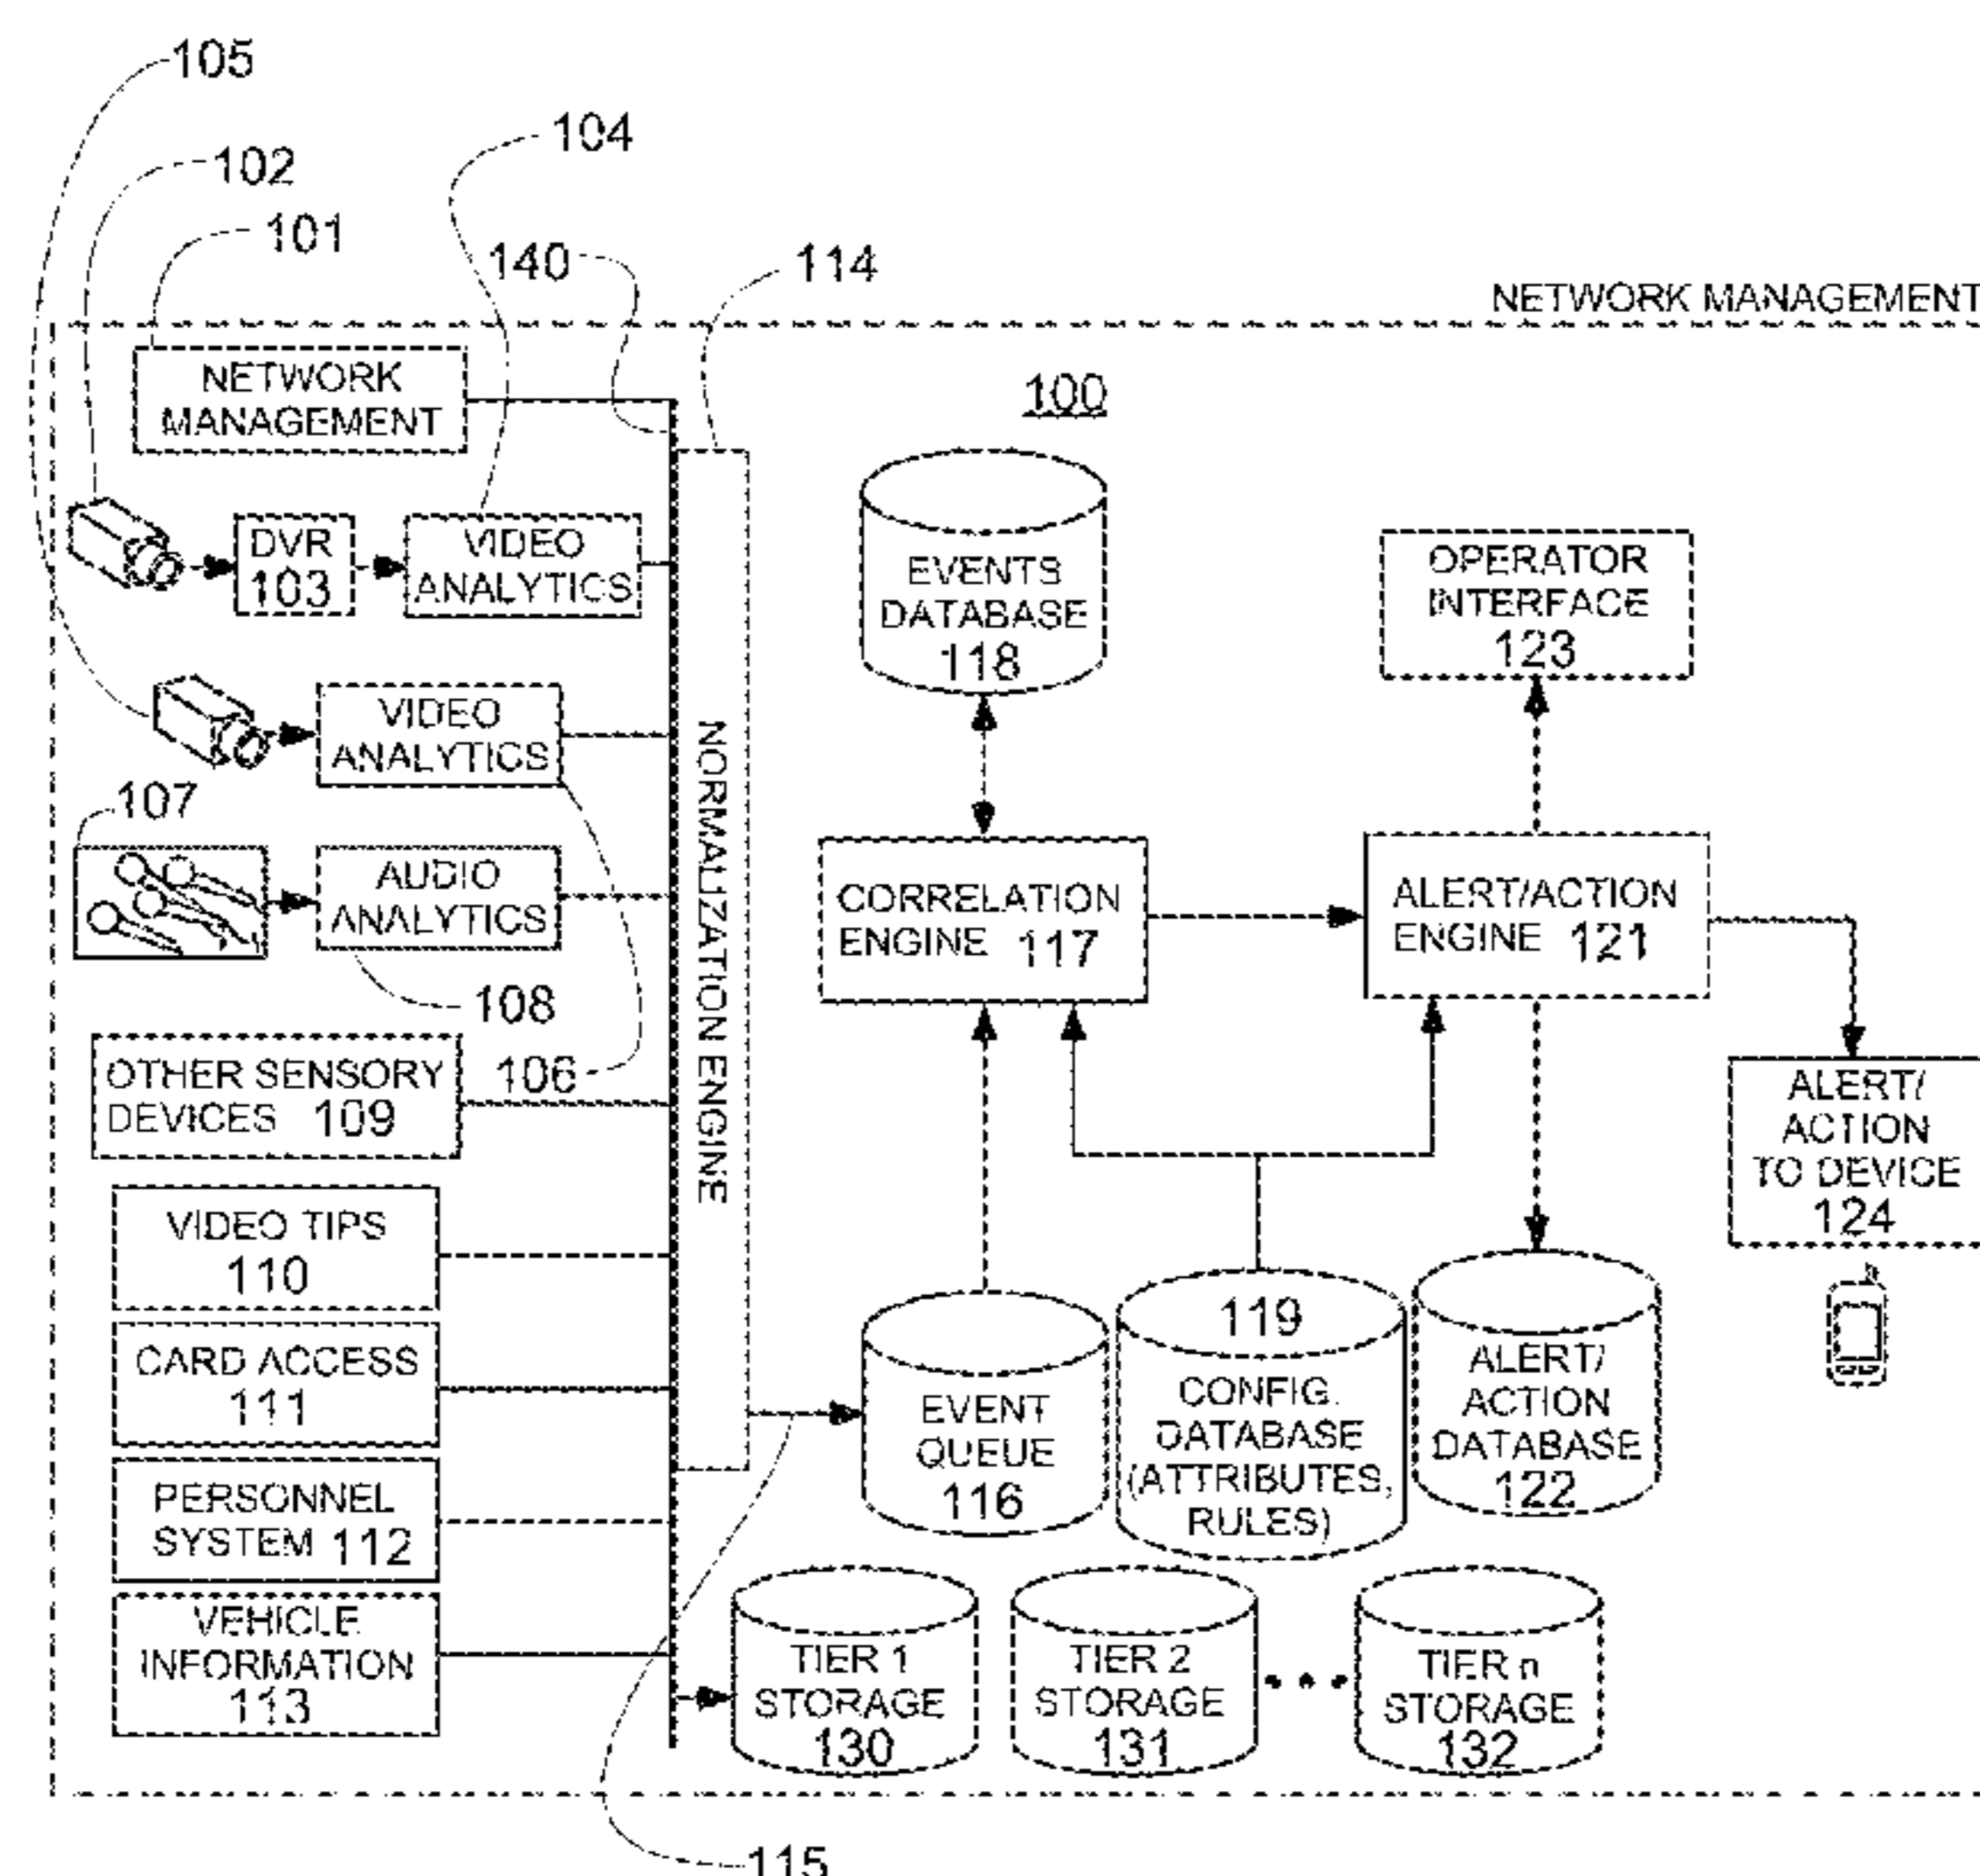 105
104
102
101
140
114
NETWORK MANAGEMENT
NETWORK
MANAGEMENT
100
DVR
103
VIDEO
ANALYTICS
EVENTS
DATABASE
118
OPERATOR
INTERFACE
123
VIDEO
ANALYTICS
107
AUDIO
ANALYTICS
108
106
NORMALIZATION ENGINE
CORRELATION
ENGINE 117
ALERT/ACTION
ENGINE 121
OTHER SENSORY
DEVICES 109
ALERT/
ACTION
TO DEVICE
124
VIDEO TIPS
110
CARD ACCESS
111
PERSONNEL
SYSTEM 112
VEHICLE
INFORMATION
113
EVENT
QUEUE
116
119
CONFIG.
DATABASE
(ATTRIBUTES,
RULES)
ALERT/
ACTION
DATABASE
122
TIER 1
STORAGE
130
TIER 2
STORAGE
131
TIER n
STORAGE
132
115